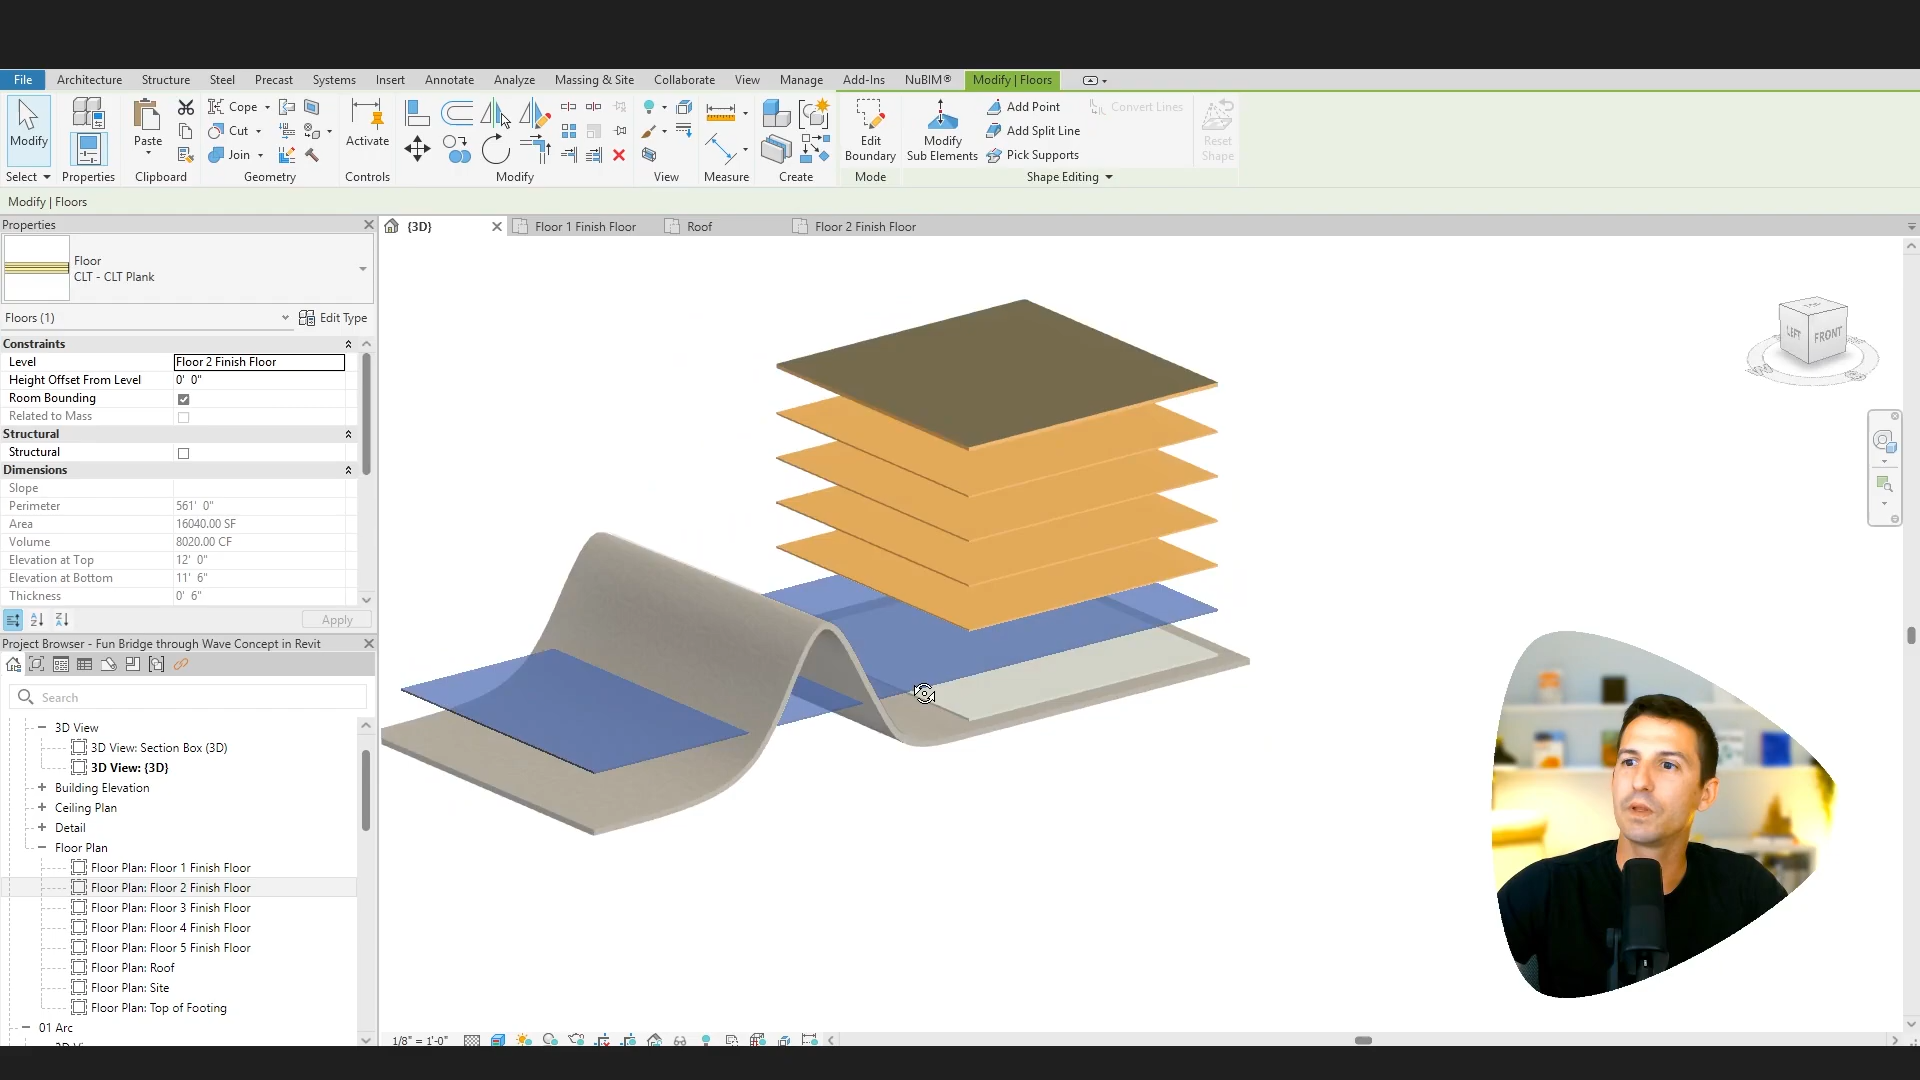 File Architecture Structure Steel Precast Systems Insert Annotate Analyze Massing & Site Collaborate View Manage Add-Ins NuBIM® Modify | Floors
Modify
Select
Properties
Paste
Clipboard
Cope
Cut
Join
Geometry
Activate
Controls
Modify
View
Measure
Create
Edit
Boundary
Mode
Modify
Sub Elements
Add Point
Add Split Line
Pick Supports
Convert Lines
Reset
Shape
Shape Editing
Modify | Floors
Properties
Floor
CLT - CLT Plank
Floors (1)
Edit Type
Constraints
Level Floor 2 Finish Floor
Height Offset From Level 0' 0"
Room Bounding
Related to Mass
Structural
Structural
Dimensions
Slope
Perimeter 561' 0"
Area 16040.00 SF
Volume 8020.00 CF
Elevation at Top 12' 0"
Elevation at Bottom 11' 6"
Thickness 0' 6"
Apply
Project Browser - Fun Bridge through Wave Concept in Revit
Search
3D View
3D View: Section Box (3D)
3D View: {3D}
Building Elevation
Ceiling Plan
Detail
Floor Plan
Floor Plan: Floor 1 Finish Floor
Floor Plan: Floor 2 Finish Floor
Floor Plan: Floor 3 Finish Floor
Floor Plan: Floor 4 Finish Floor
Floor Plan: Floor 5 Finish Floor
Floor Plan: Roof
Floor Plan: Site
Floor Plan: Top of Footing
01 Arc
{3D} Floor 1 Finish Floor Roof Floor 2 Finish Floor
LEFT FRONT
1/8" = 1'-0"